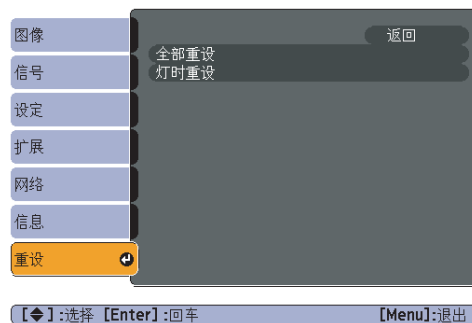 图像
信号
设定
扩展
网络
信息
重设
返回
全部重设
灯时重设
[◆]:选择 [Enter]:回车 [Menu]:退出